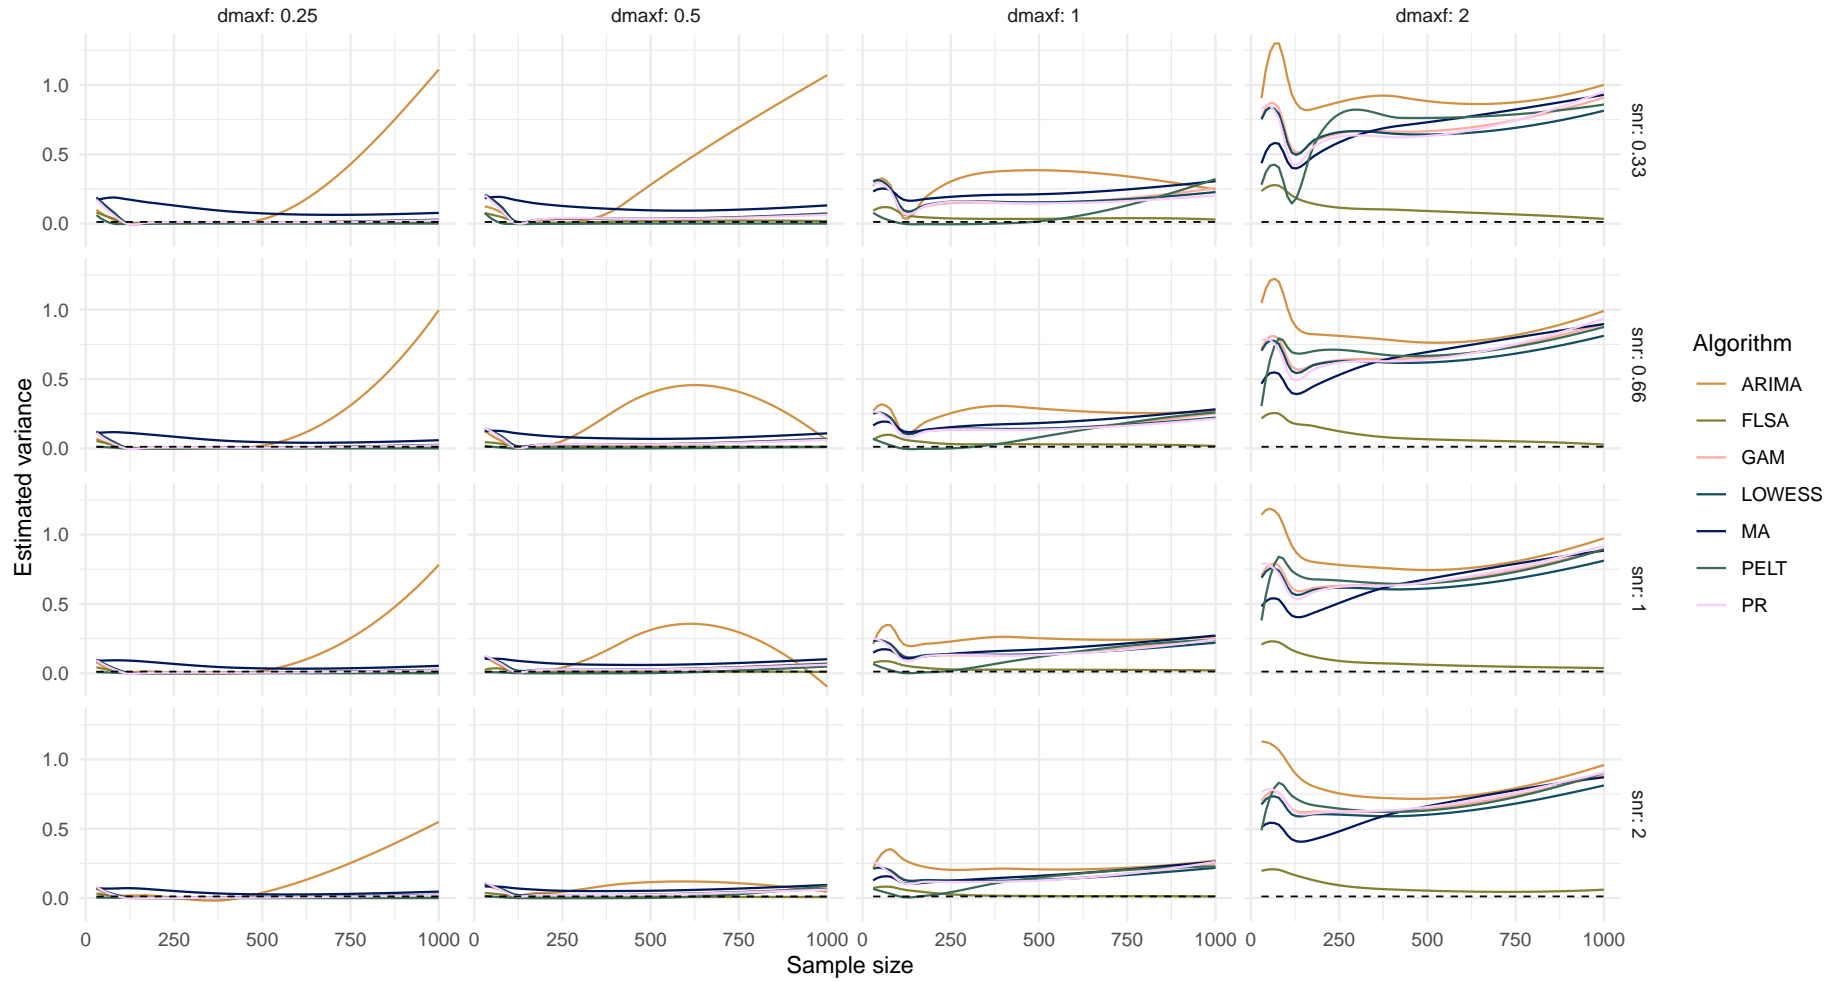 dmaxf: 0.25 dmaxf: 0.5 dmaxf: 1 dmaxf: 2
1.0
0.5
0.0
snr: 0.33
1.0
0.5
0.0
snr: 0.66
1.0
0.5
0.0
snr: 1
1.0
0.5
0.0
snr: 2
0 250 500 750 1000 0 250 500 750 1000 0 250 500 750 1000 0 250 500 750 1000
Sample size
Estimated variance
Algorithm
ARIMA
FLSA
GAM
LOWESS
MA
PELT
PR